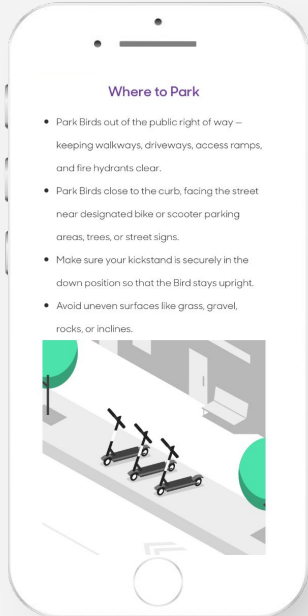 Where to Park
• Park Birds out of the public right of way –
keeping walkways, driveways, access ramps,
and fire hydrants clear.
• Park Birds close to the curb, facing the street
near designated bike or scooter parking
areas, trees, or street signs.
• Make sure your kickstand is securely in the
down position so that the Bird stays upright.
• Avoid uneven surfaces like grass, gravel,
rocks, or inclines.